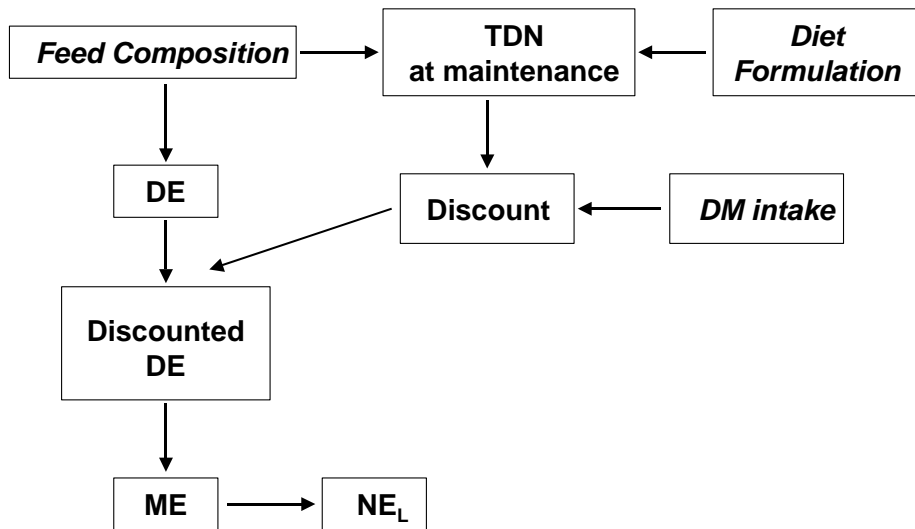 Feed Composition
TDN
at maintenance
Diet
Formulation
DE
Discount
DM intake
Discounted
DE
ME
NEL